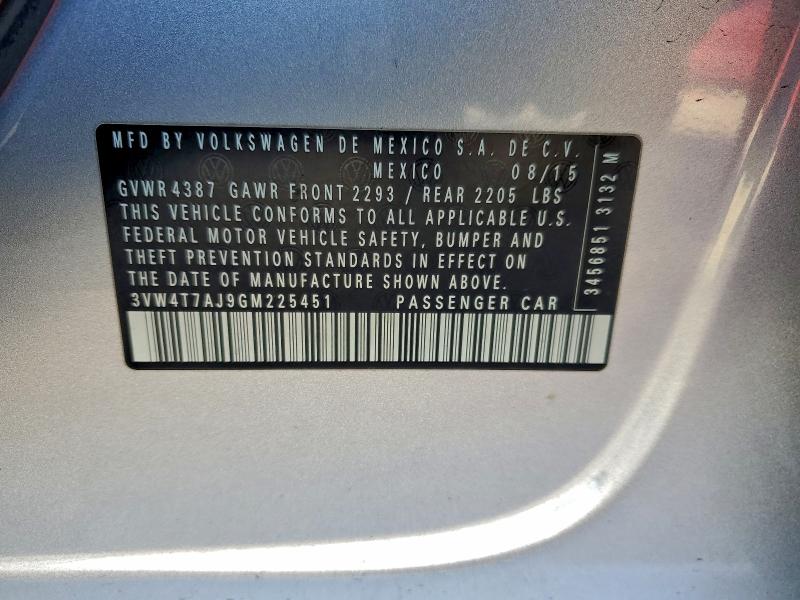 MFD BY VOLKSWAGEN DE MEXICO S.A. DE C.V.
MEXICO 08/15
GVWR 4387 GAWR FRONT 2293 / REAR 2205 LBS
THIS VEHICLE CONFORMS TO ALL APPLICABLE U.S.
FEDERAL MOTOR VEHICLE SAFETY, BUMPER AND
THEFT PREVENTION STANDARDS IN EFFECT ON
THE DATE OF MANUFACTURE SHOWN ABOVE.
3VW4T7AJ9GM225451 PASSENGER CAR
3456851 3132 M